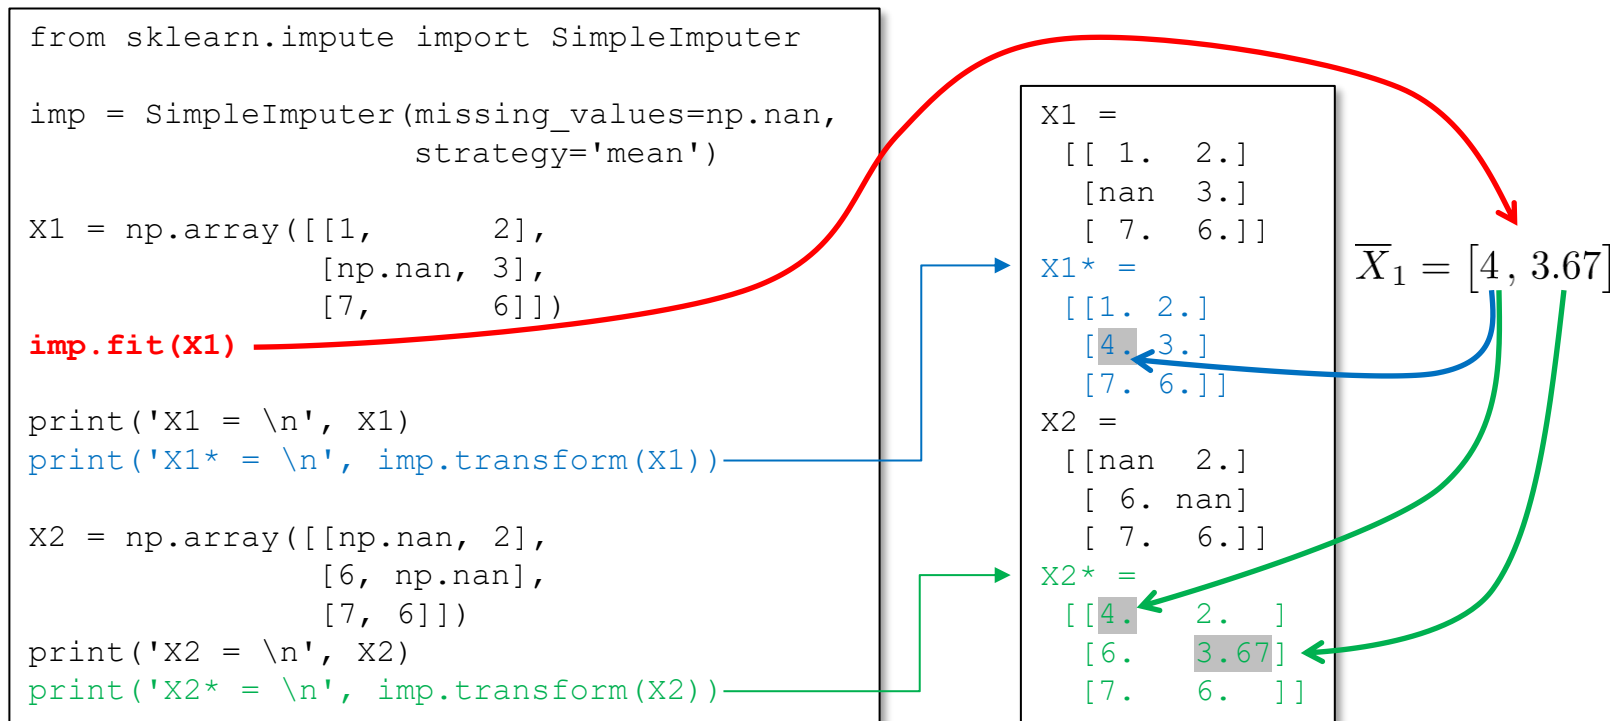 from sklearn.impute import SimpleImputer
imp = SimpleImputer(missing_values=np.nan,
                    strategy='mean')
X1 = np.array([[1,      2],
               [np.nan, 3],
               [7,      6]])
imp.fit(X1)
print('X1 = \n', X1)
print('X1* = \n', imp.transform(X1))
X2 = np.array([[np.nan, 2],
               [6, np.nan],
               [7, 6]])
print('X2 = \n', X2)
print('X2* = \n', imp.transform(X2))
X1 =
 [[ 1.  2.]
  [nan  3.]
  [ 7.  6.]]
X1* =
 [[1. 2.]
  [4. 3.]
  [7. 6.]]
X2 =
 [[nan  2.]
  [ 6. nan]
  [ 7.  6.]]
X2* =
 [[4.   2.  ]
  [6.   3.67]
  [7.   6.  ]]
X̅₁ = [4 , 3.67]